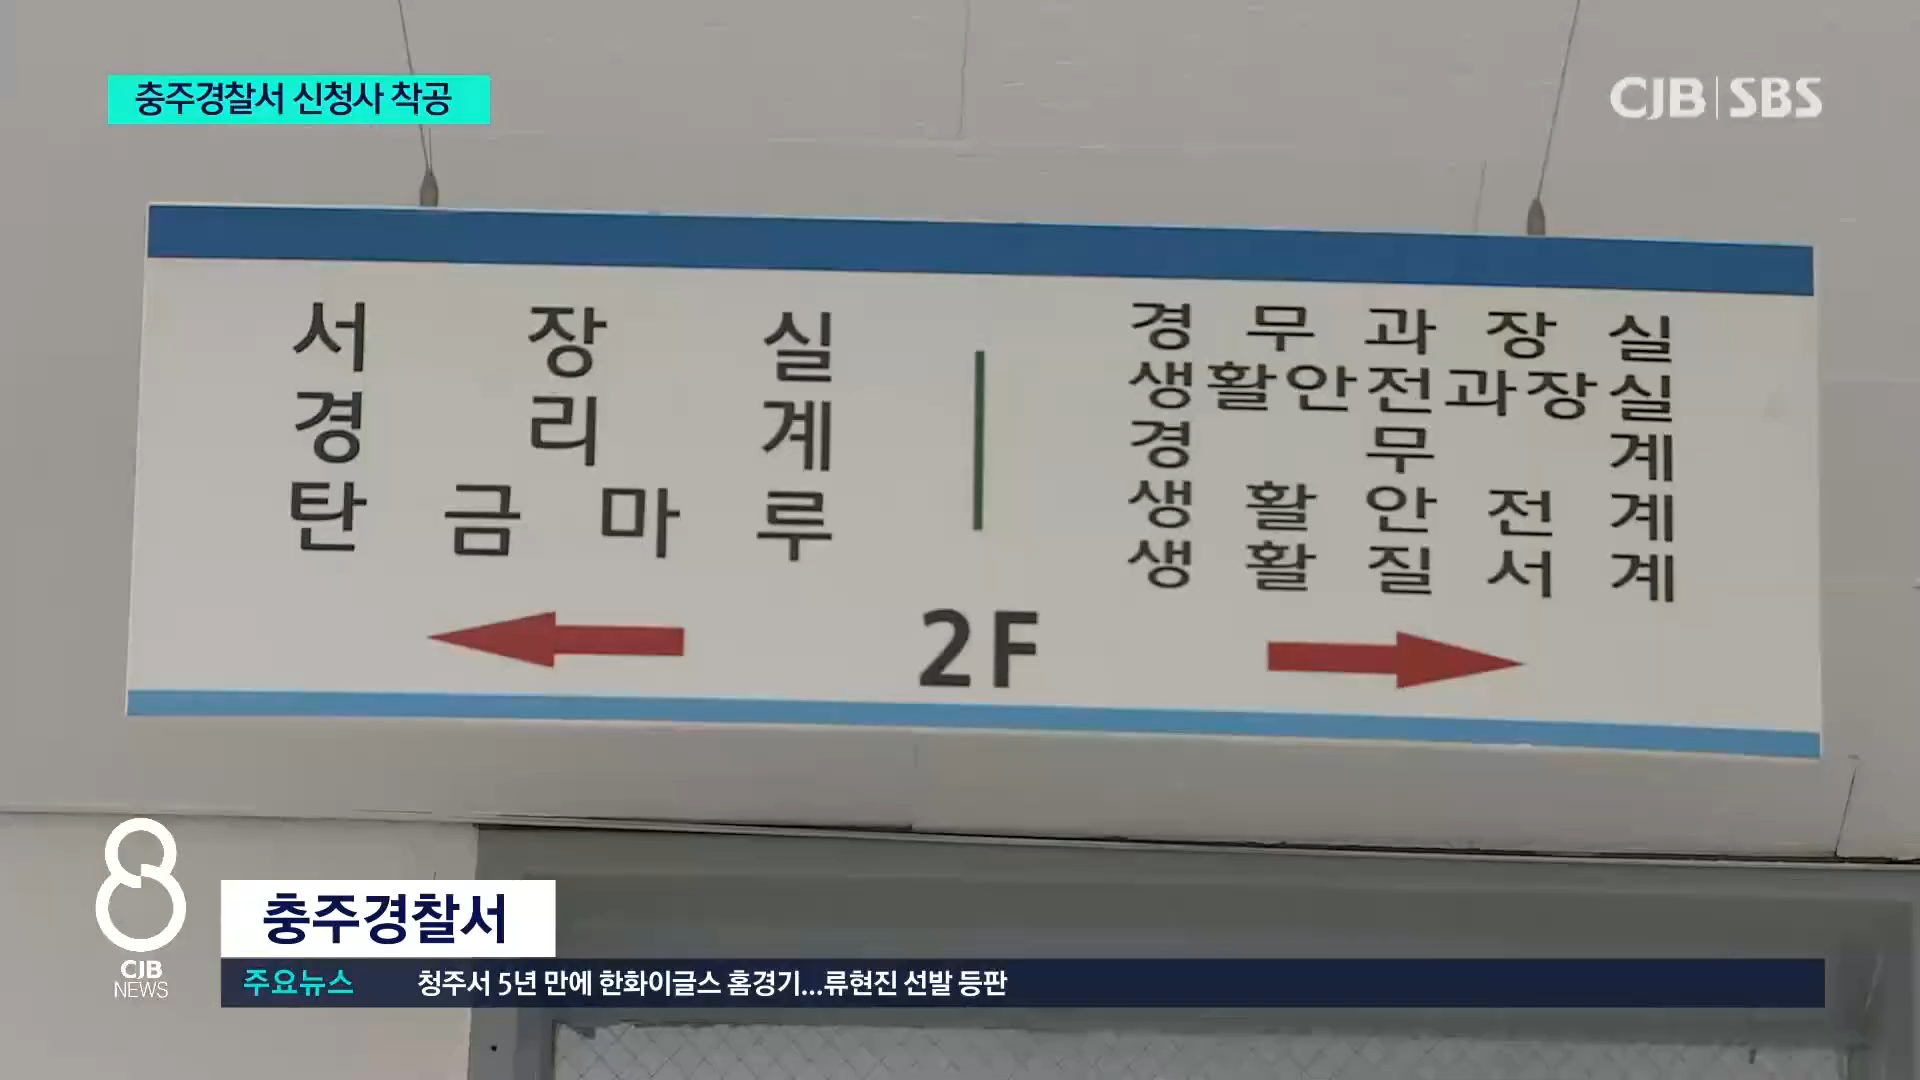 충주경찰서 신청사 착공
CJB SBS
서 장 실
경 리 계
탄 금 마 루
경 무 과 장 실
생활안전과장실
경 무 계
생 활 안 전 계
생 활 질 서 계
2F
8
CJB
NEWS
충주경찰서
주요뉴스 청주서 5년 만에 한화이글스 홈경기...류현진 선발 등판